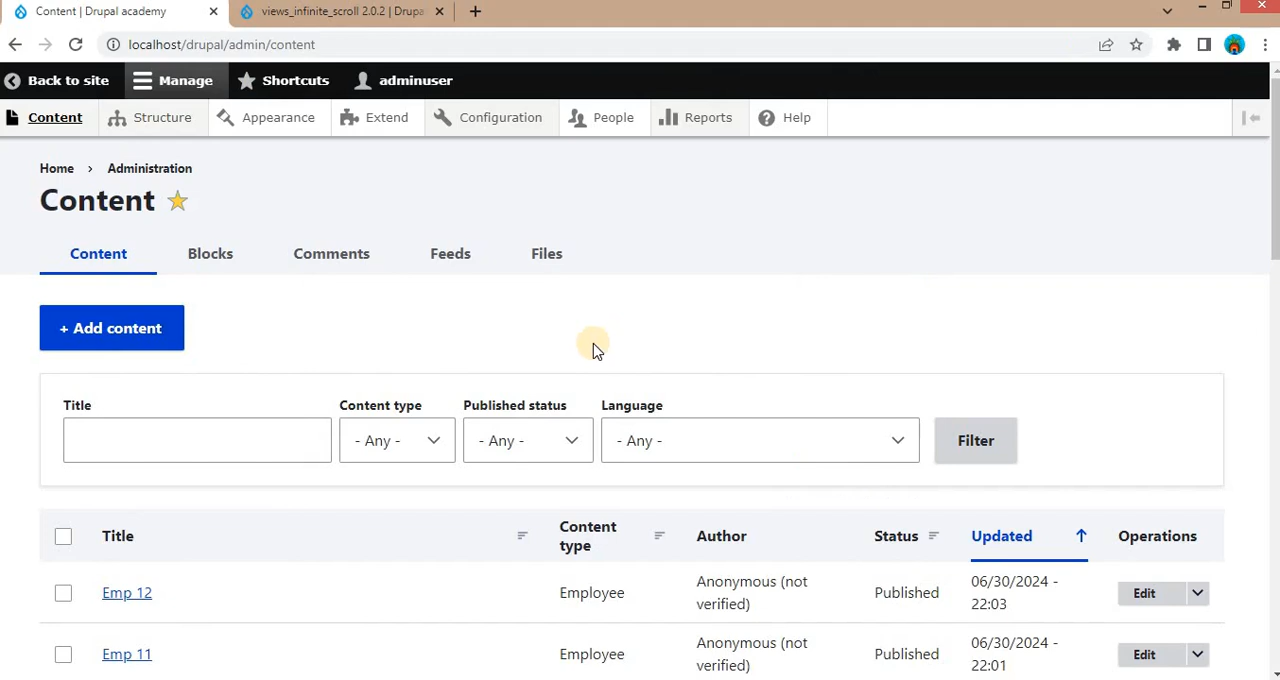 Content | Drupal academy
views_infinite_scroll 2.0.2 | Drupa
localhost/drupal/admin/content
Back to site
Manage
Shortcuts
adminuser
Content
Structure
Appearance
Extend
Configuration
People
Reports
Help
Home › Administration
Content
Content
Blocks
Comments
Feeds
Files
+ Add content
Title
Content type
Published status
Language
- Any -
- Any -
- Any -
Filter
Title
Content type
Author
Status
Updated
Operations
Emp 12
Employee
Anonymous (not
verified)
Published
06/30/2024 -
22:03
Edit
Emp 11
Employee
Anonymous (not
verified)
Published
06/30/2024 -
22:01
Edit